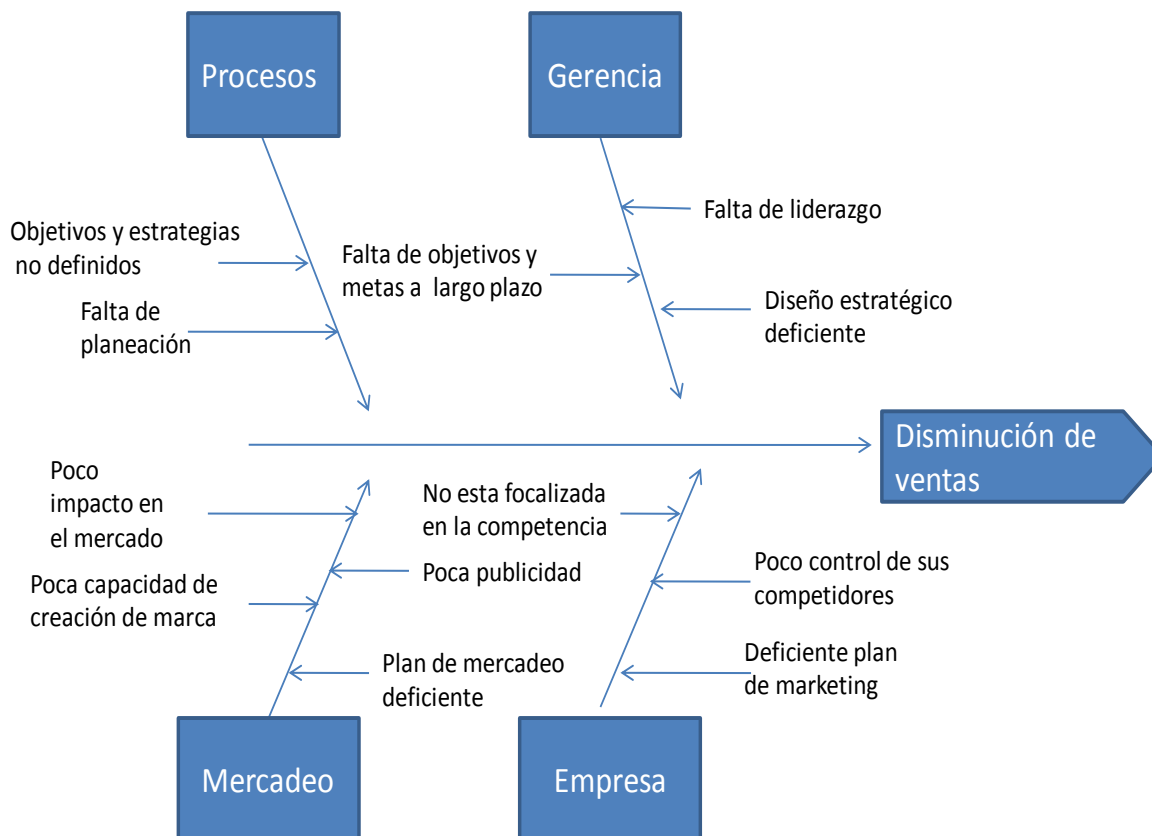 Procesos
Gerencia
Falta de liderazgo
Objetivos y estrategias
no definidos
Falta de objetivos y
metas a largo plazo
Falta de
planeación
Diseño estratégico
deficiente
Disminución de
ventas
Poco
impacto en
el mercado
No esta focalizada
en la competencia
Poca publicidad
Poco control de sus
competidores
Poca capacidad de
creación de marca
Plan de mercadeo
deficiente
Deficiente plan
de marketing
Mercadeo
Empresa